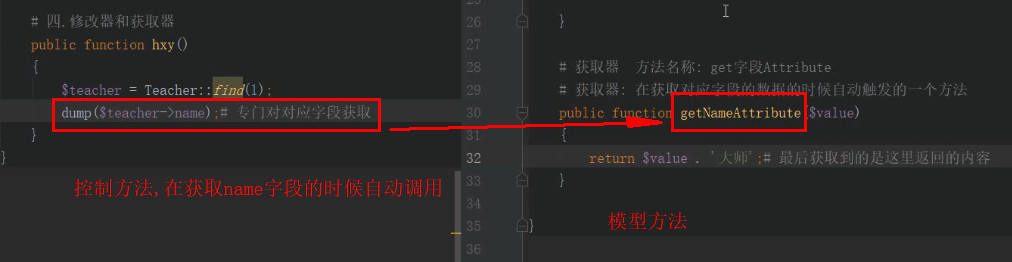 # 四.修改器和获取器
public function hxy()
{
$teacher = Teacher::find(1);
dump($teacher->name);# 专门对对应字段获取
}
}
控制方法,在获取name字段的时候自动调用
26 }
27
28 # 获取器 方法名称: get字段Attribute
29 # 获取器: 在获取对应字段的数据的时候自动触发的一个方法
30 public function getNameAttribute($value)
31 {
32 return $value . '大师';# 最后获取到的是这里返回的内容
33 }
34
模型方法
35 }
36